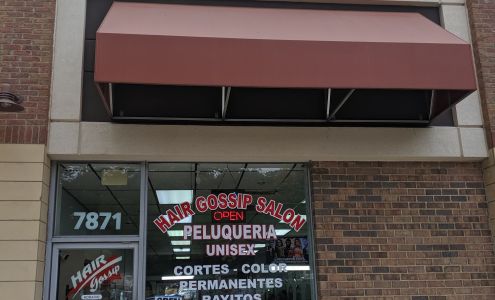 HAIR GOSSIP SALON
OPEN
7871
PELUQUERIA
UNISEX
HAIR
Gossip
CORTES - COLOR
PERMANENTES
RAYITOS